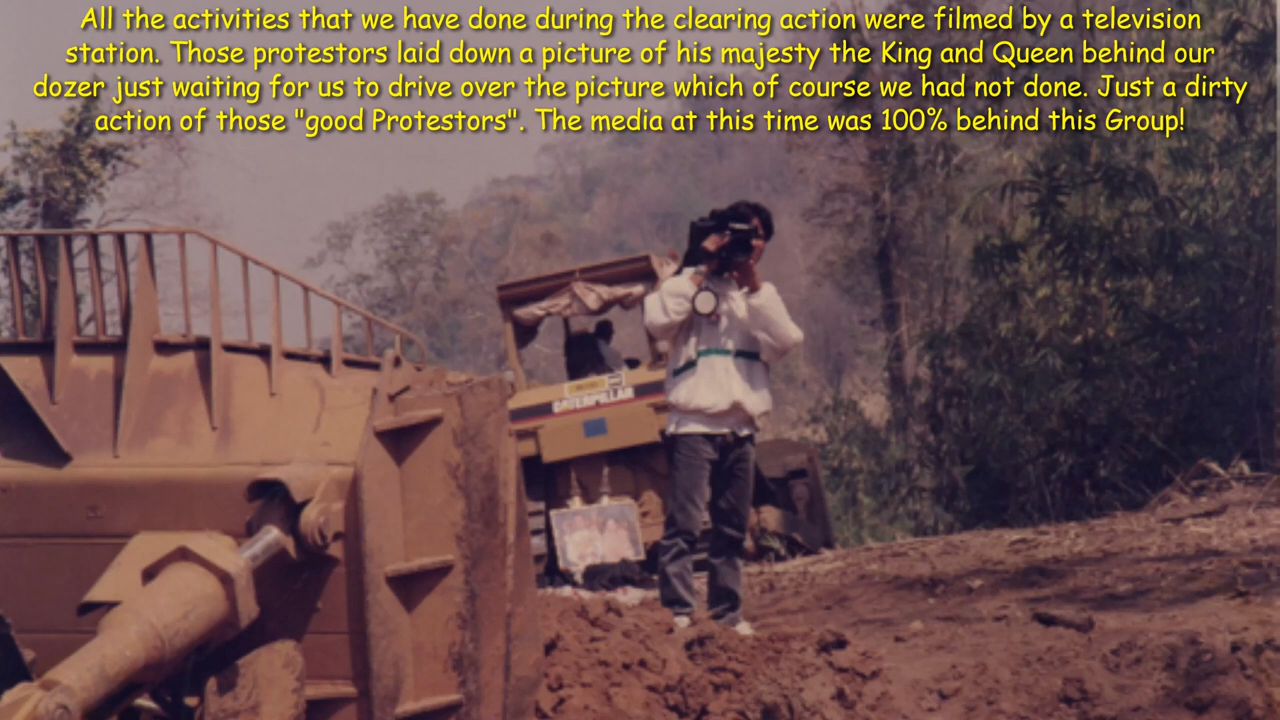 All the activities that we have done during the clearing action were filmed by a television
station. Those protestors laid down a picture of his majesty the King and Queen behind our
dozer just waiting for us to drive over the picture which of course we had not done. Just a dirty
action of those "good Protestors". The media at this time was 100% behind this Group!
CATERPILLAR